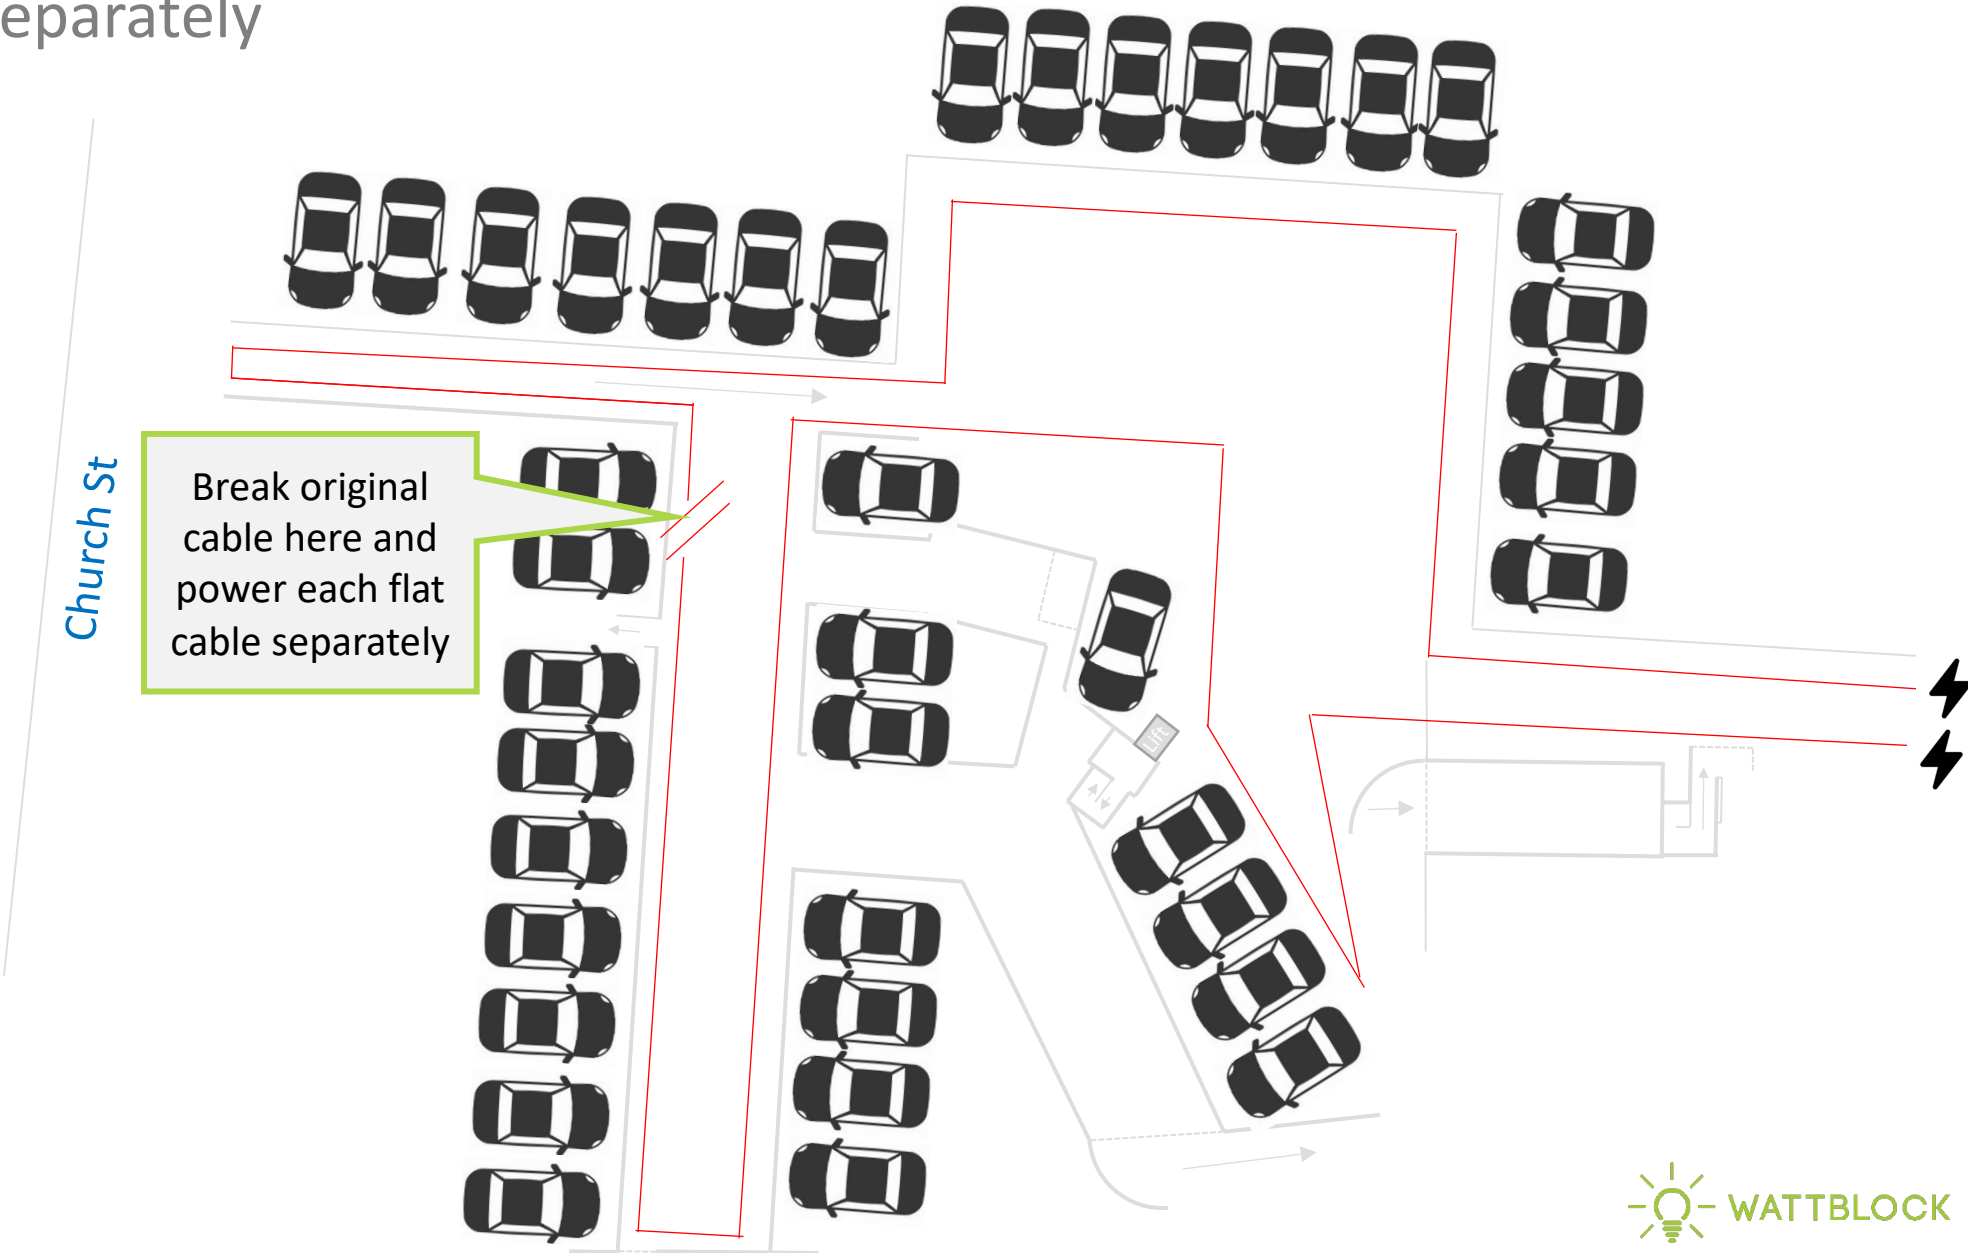 eparately
Church St
Break original
cable here and
power each flat
cable separately
Lift
WATTBLOCK